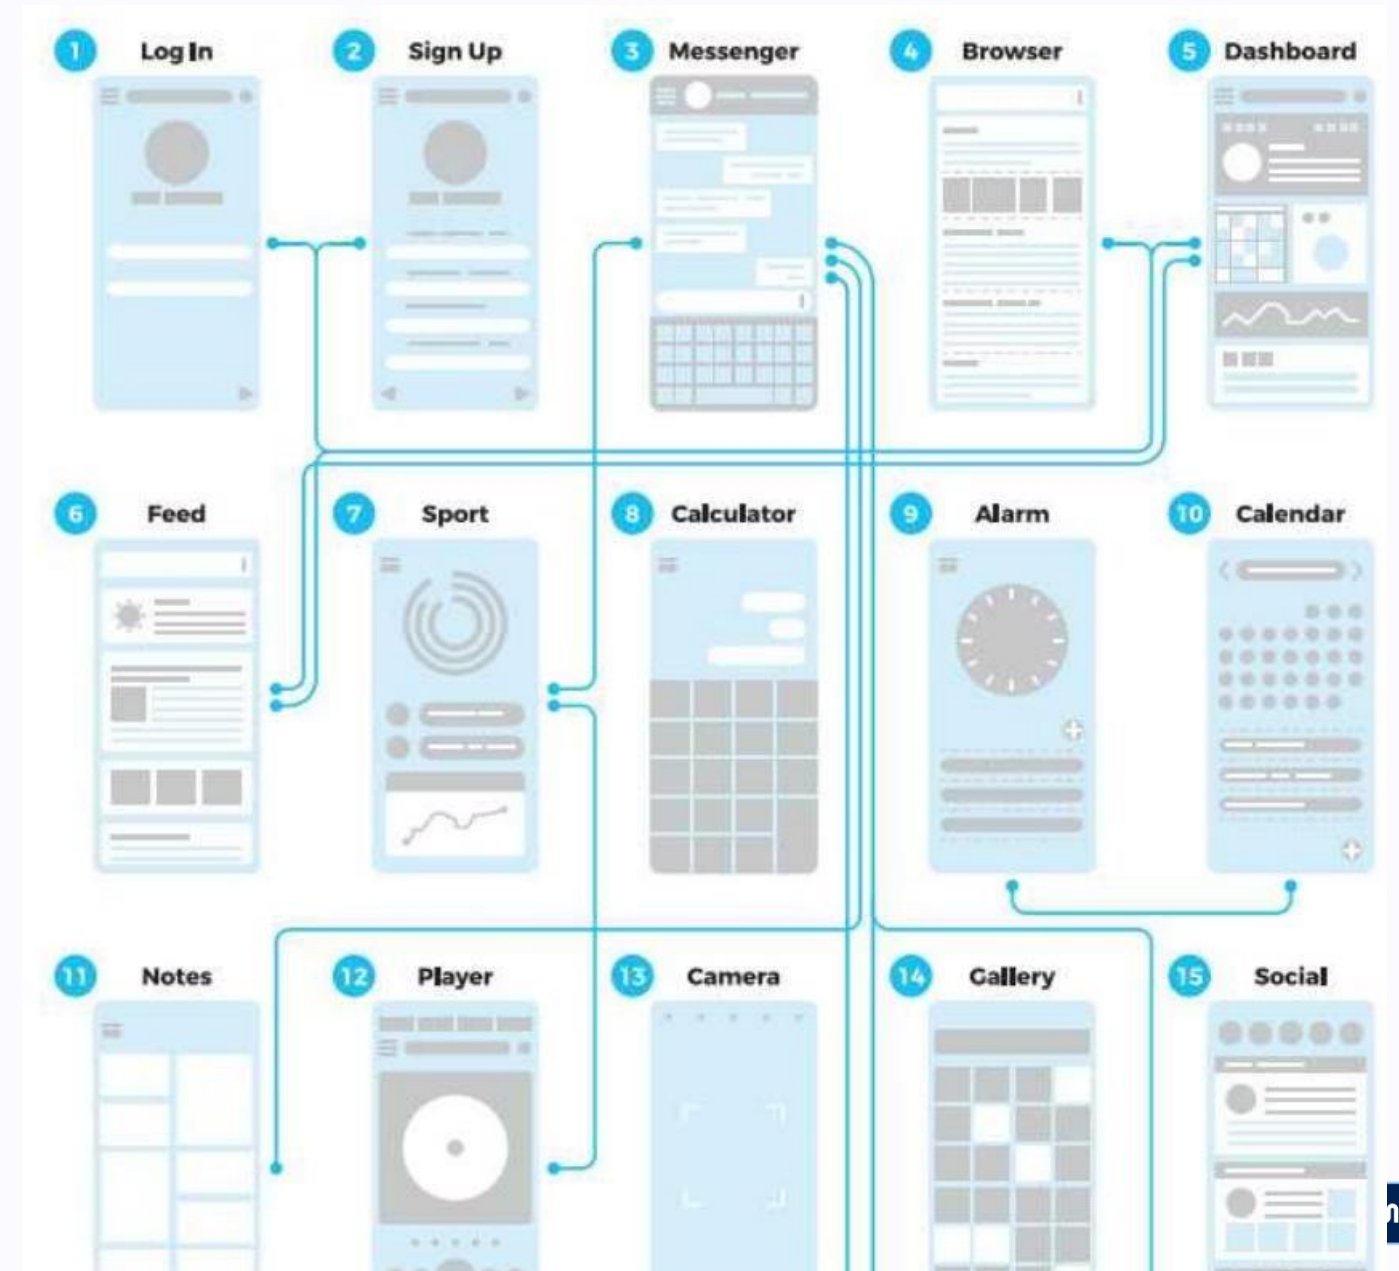 1 Log In
2 Sign Up
3 Messenger
4 Browser
5 Dashboard
6 Feed
7 Sport
8 Calculator
9 Alarm
10 Calendar
11 Notes
12 Player
13 Camera
14 Gallery
15 Social